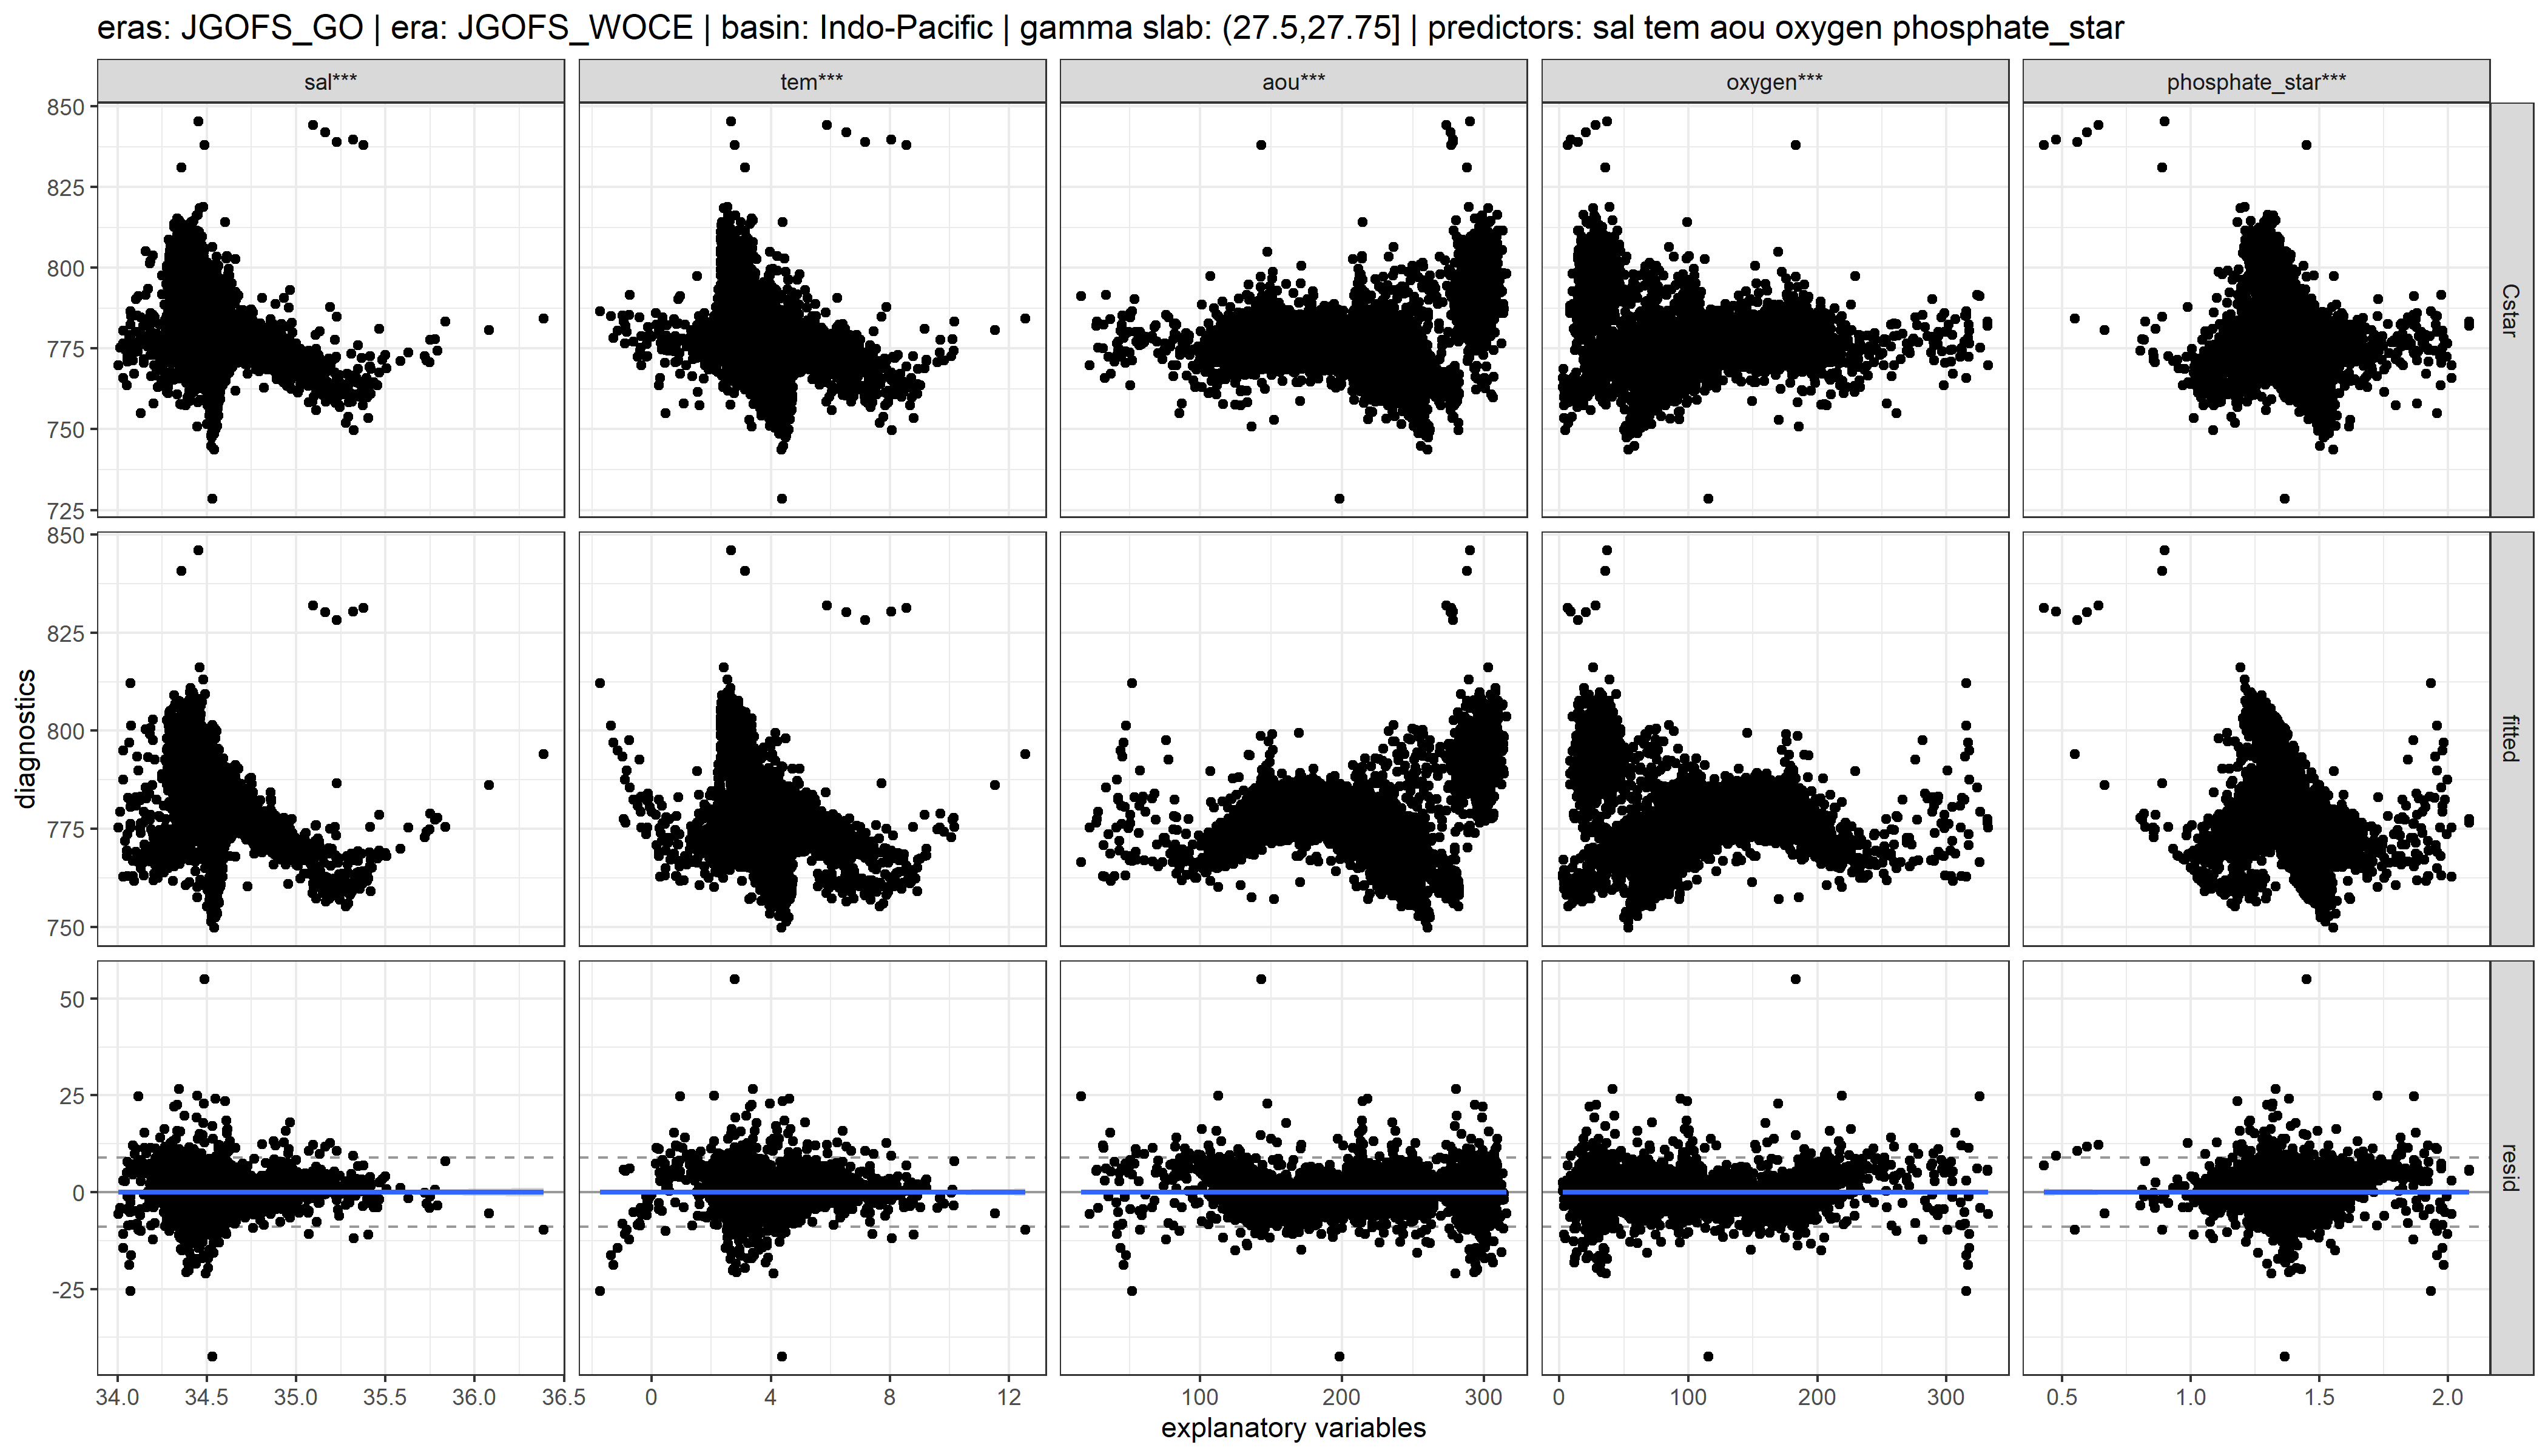 eras: JGOFS_GO | era: JGOFS_WOCE | basin: Indo-Pacific | gamma slab: (27.5,27.75] | predictors: sal tem aou oxygen phosphate_star
sal*** tem*** aou*** oxygen*** phosphate_star***
850
825
800
775
750
725
Cstar
850
825
800
775
750
fitted
diagnostics
50
25
0
-25
resid
34.0 34.5 35.0 35.5 36.0 36.5 0 4 8 12 100 200 300 0 100 200 300 0.5 1.0 1.5 2.0
explanatory variables